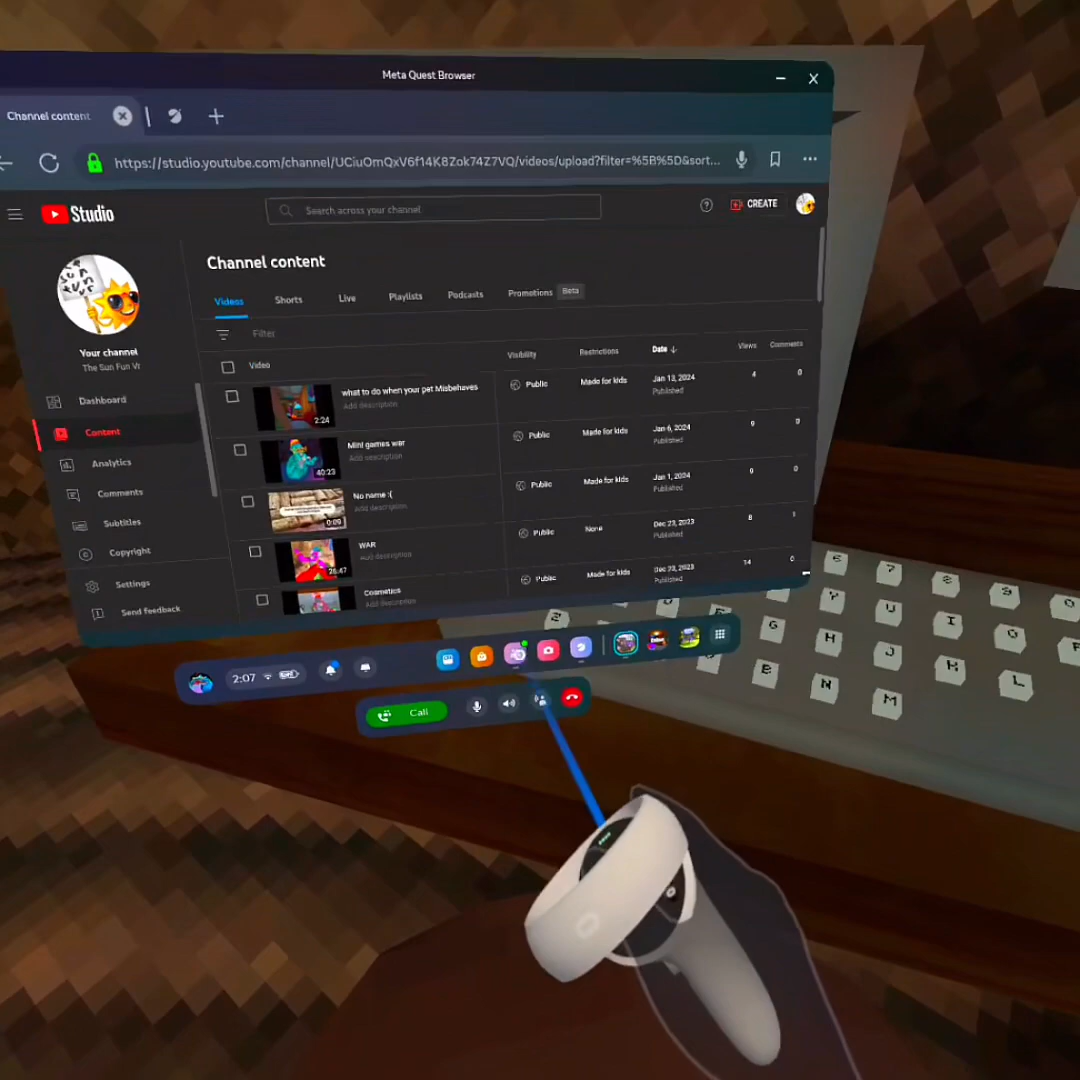 Meta Quest Browser
Channel content
https://studio.youtube.com/channel/UCiuOmQxV6f14K8Zok74Z7VQ/videos/upload?filter=%5B%5D&sort...
Studio
Search across your channel
CREATE
Your channel
The Sun Fun Vr
Dashboard
Content
Analytics
Comments
Subtitles
Copyright
Settings
Send feedback
Channel content
Videos Shorts Live Playlists Podcasts Promotions Beta
Filter
Video Visibility Restrictions Date Views Comments
what to do when your pet Misbehaves
Add description
2:24
Public Made for kids Jan 13, 2024 4 0
Published
Mini games war
Add description
40:23
Public Made for kids Jan 6, 2024 9 0
Published
No name :(
Add description
0:09
Public Made for kids Jan 1, 2024 0
Published
WAR
Add description
26:47
Public None Dec 23, 2023 8 1
Published
Cosmetics
Add description
Public Made for kids Dec 23, 2023 14 0
Published
2:07
Call
6 7 8 9 0
Y U I O P
G H J K L
Z B N M